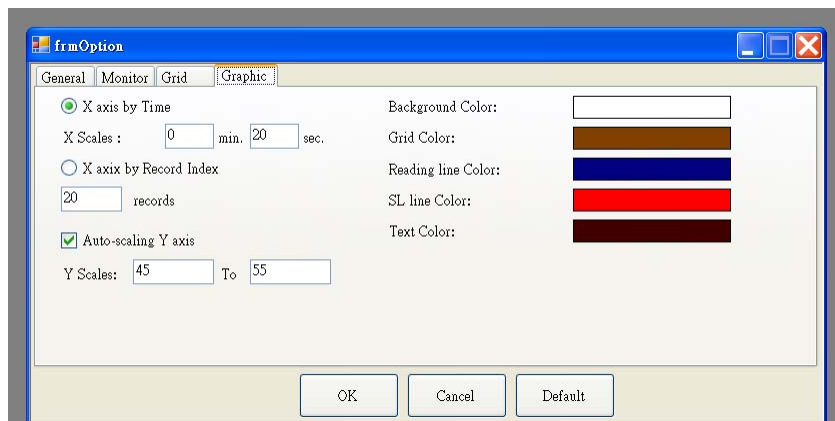 frmOption
General Monitor Grid Graphic
X axis by Time
X Scales : 0 min. 20 sec.
X axix by Record Index
20 records
Auto-scaling Y axis
Y Scales: 45 To 55
Background Color:
Grid Color:
Reading line Color:
SL line Color:
Text Color:
OK Cancel Default